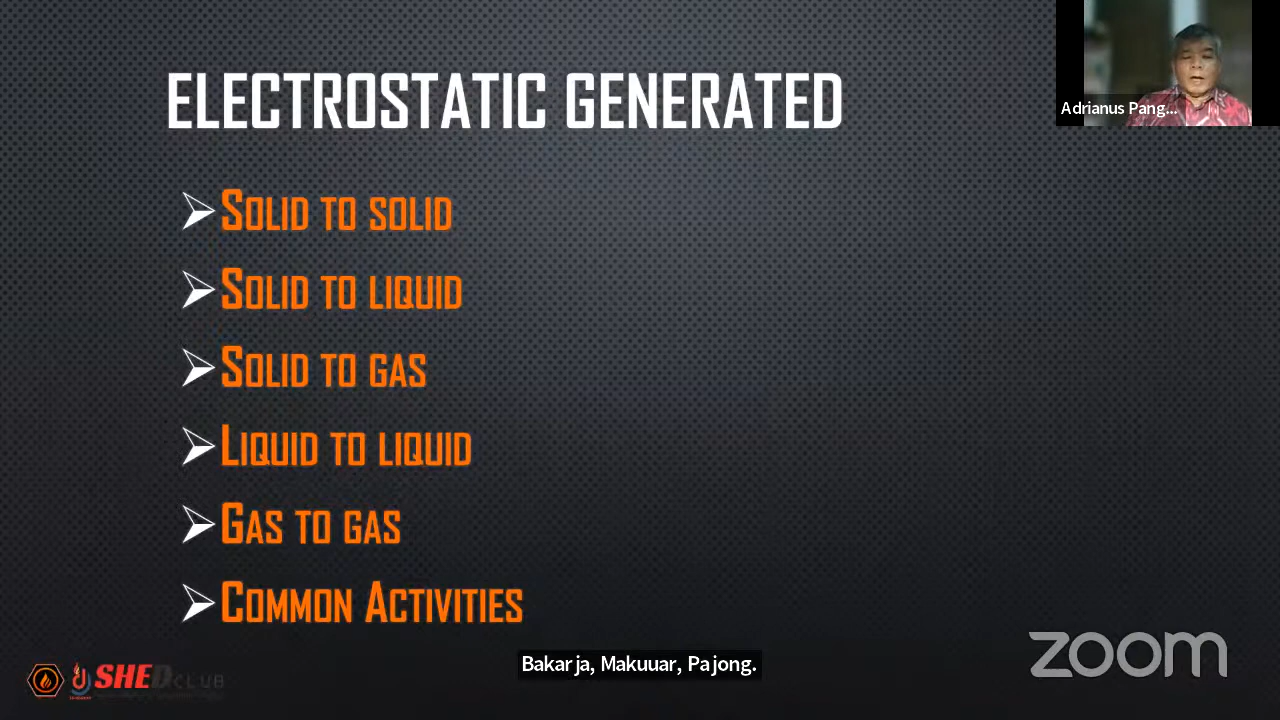 ELECTROSTATIC GENERATED
Adrianus Pang...
SOLID TO SOLID
SOLID TO LIQUID
SOLID TO GAS
LIQUID TO LIQUID
GAS TO GAS
COMMON ACTIVITIES
Bakarja, Makuuar, Pajong.
SHED CLUB
zoom